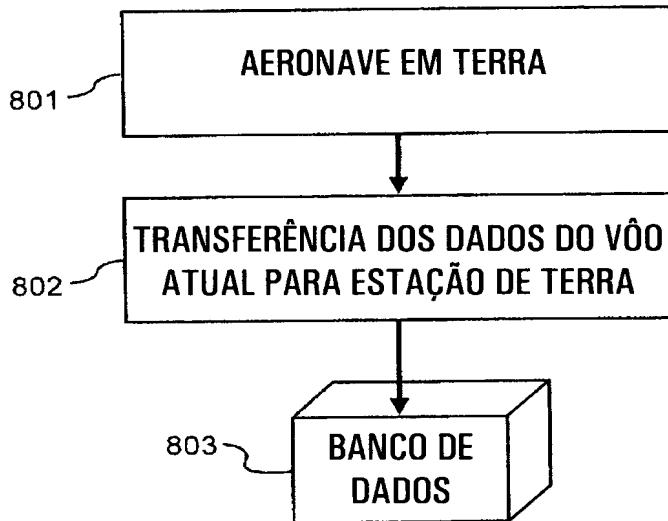 801
AERONAVE EM TERRA
802
TRANSFERÊNCIA DOS DADOS DO VÔO
ATUAL PARA ESTAÇÃO DE TERRA
803
BANCO DE
DADOS